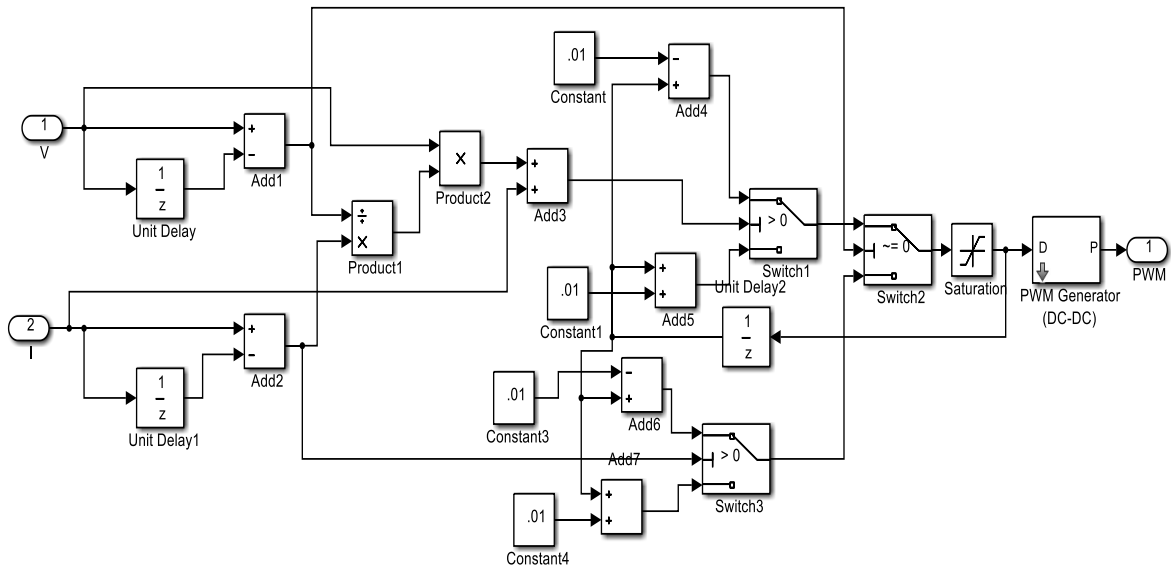 1
V
1
z
Unit Delay
+
−
Add1
÷
×
Product1
×
Product2
+
+
Add3
2
I
1
z
Unit Delay1
+
−
Add2
.01
Constant
−
+
Add4
.01
Constant1
+
+
Add5
> 0
Switch1
Unit Delay2
1
z
.01
Constant3
−
+
Add6
Add7
+
+
.01
Constant4
> 0
Switch3
~= 0
Switch2
Saturation
D
P
PWM Generator
(DC-DC)
1
PWM